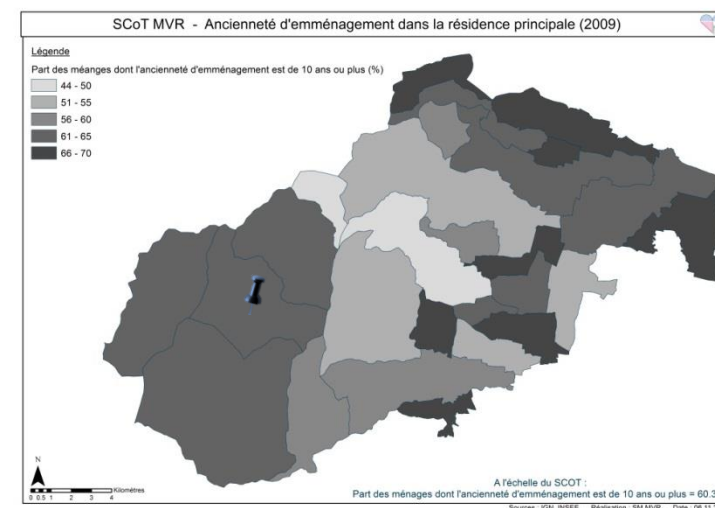 SCoT MVR - Ancienneté d'emménagement dans la résidence principale (2009)
Légende
Part des méanges dont l'ancienneté d'emménagement est de 10 ans ou plus (%)
44 - 50
51 - 55
56 - 60
61 - 65
66 - 70
N
0 0.5 1 2 3 4
Kilomètres
A l'échelle du SCOT :
Part des ménages dont l'ancienneté d'emménagement est de 10 ans ou plus = 60.3
Sources : IGN, INSEE Réalisation : SM MVR Date : 06.11.